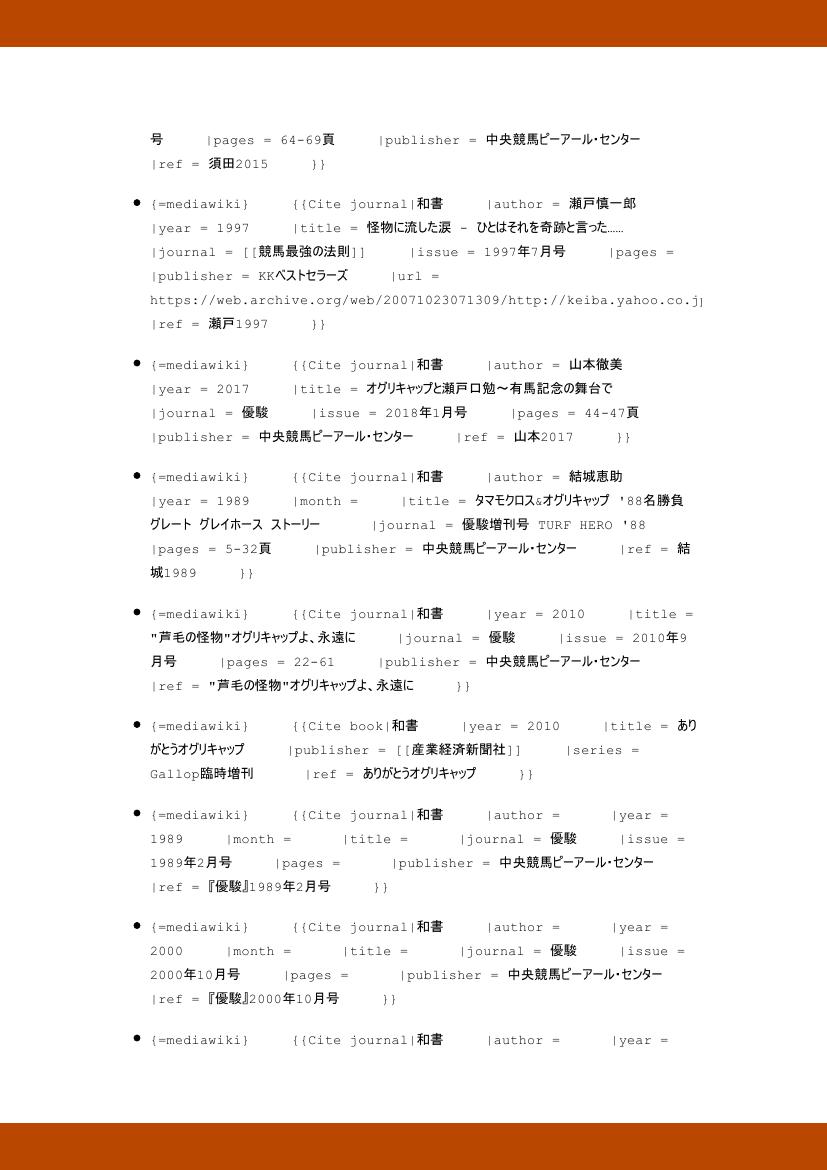 号 |pages = 64-69頁 |publisher = 中央競馬ピーアール・センター
|ref = 須田2015 }}
● {=mediawiki} {{Cite journal|和書 |author = 瀬戸慎一郎
|year = 1997 |title = 怪物に流した涙 - ひとはそれを奇跡と言った……
|journal = [[競馬最強の法則]] |issue = 1997年7月号 |pages =
|publisher = KKベストセラーズ |url =
https://web.archive.org/web/20071023071309/http://keiba.yahoo.co.j
|ref = 瀬戸1997 }}
● {=mediawiki} {{Cite journal|和書 |author = 山本徹美
|year = 2017 |title = オグリキャップと瀬戸口勉〜有馬記念の舞台で
|journal = 優駿 |issue = 2018年1月号 |pages = 44-47頁
|publisher = 中央競馬ピーアール・センター |ref = 山本2017 }}
● {=mediawiki} {{Cite journal|和書 |author = 結城恵助
|year = 1989 |month = |title = タマモクロス&オグリキャップ '88名勝負
グレート グレイホース ストーリー |journal = 優駿増刊号 TURF HERO '88
|pages = 5-32頁 |publisher = 中央競馬ピーアール・センター |ref = 結
城1989 }}
● {=mediawiki} {{Cite journal|和書 |year = 2010 |title =
"芦毛の怪物"オグリキャップよ、永遠に |journal = 優駿 |issue = 2010年9
月号 |pages = 22-61 |publisher = 中央競馬ピーアール・センター
|ref = "芦毛の怪物"オグリキャップよ、永遠に }}
● {=mediawiki} {{Cite book|和書 |year = 2010 |title = あり
がとうオグリキャップ |publisher = [[産業経済新聞社]] |series =
Gallop臨時増刊 |ref = ありがとうオグリキャップ }}
● {=mediawiki} {{Cite journal|和書 |author = |year =
1989 |month = |title = |journal = 優駿 |issue =
1989年2月号 |pages = |publisher = 中央競馬ピーアール・センター
|ref = 『優駿』1989年2月号 }}
● {=mediawiki} {{Cite journal|和書 |author = |year =
2000 |month = |title = |journal = 優駿 |issue =
2000年10月号 |pages = |publisher = 中央競馬ピーアール・センター
|ref = 『優駿』2000年10月号 }}
● {=mediawiki} {{Cite journal|和書 |author = |year =